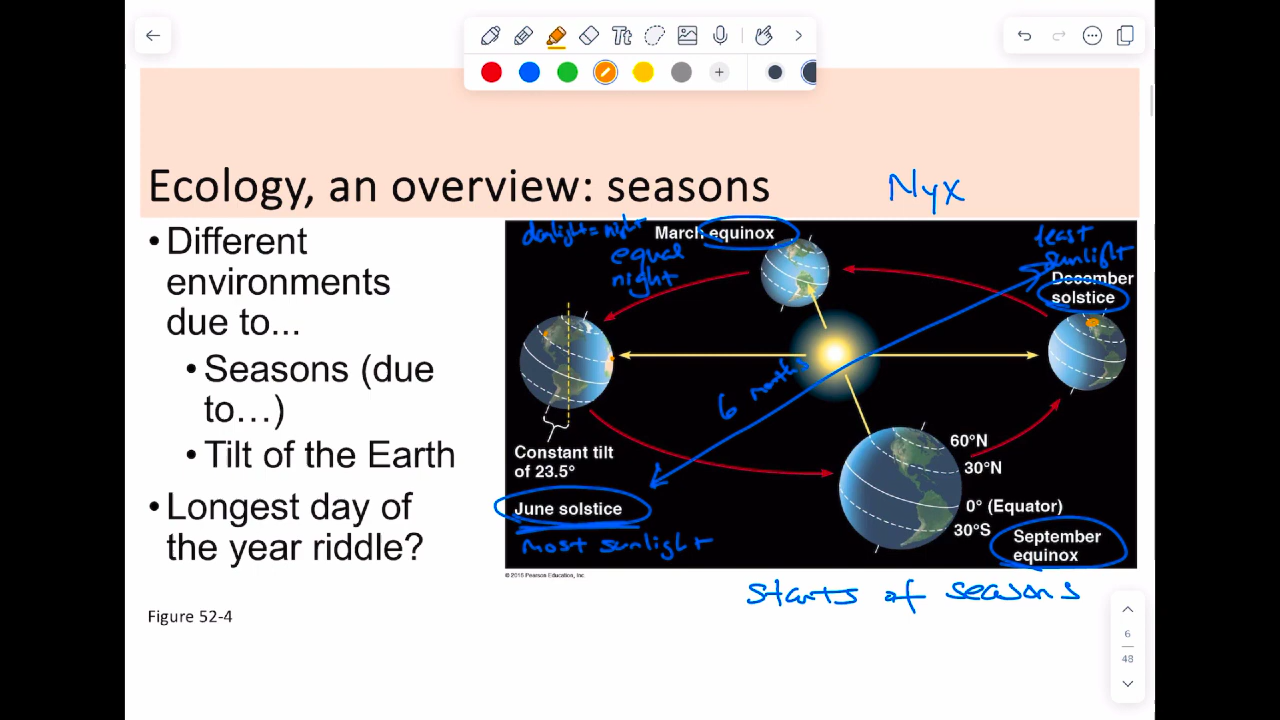 Tt
Ecology, an overview: seasons
Nyx
• Different
environments
due to...
• Seasons (due
to…)
• Tilt of the Earth
• Longest day of
the year riddle?
Figure 52-4
daylight = night
March equinox
equal
night
least
sunlight
December
solstice
6 months
Constant tilt
of 23.5°
60°N
30°N
0° (Equator)
30°S
June solstice
most sunlight
September
equinox
© 2016 Pearson Education, Inc.
starts of seasons
6
48